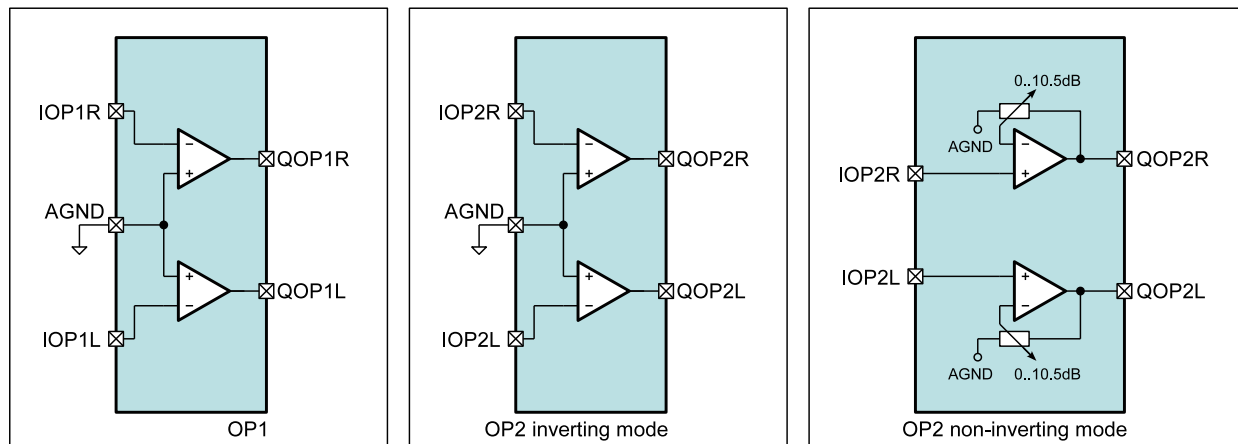 IOP1R
QOP1R
AGND
QOP1L
IOP1L
OP1
IOP2R
QOP2R
AGND
QOP2L
IOP2L
OP2 inverting mode
0..10.5dB
AGND
QOP2R
IOP2R
IOP2L
QOP2L
AGND
0..10.5dB
OP2 non-inverting mode